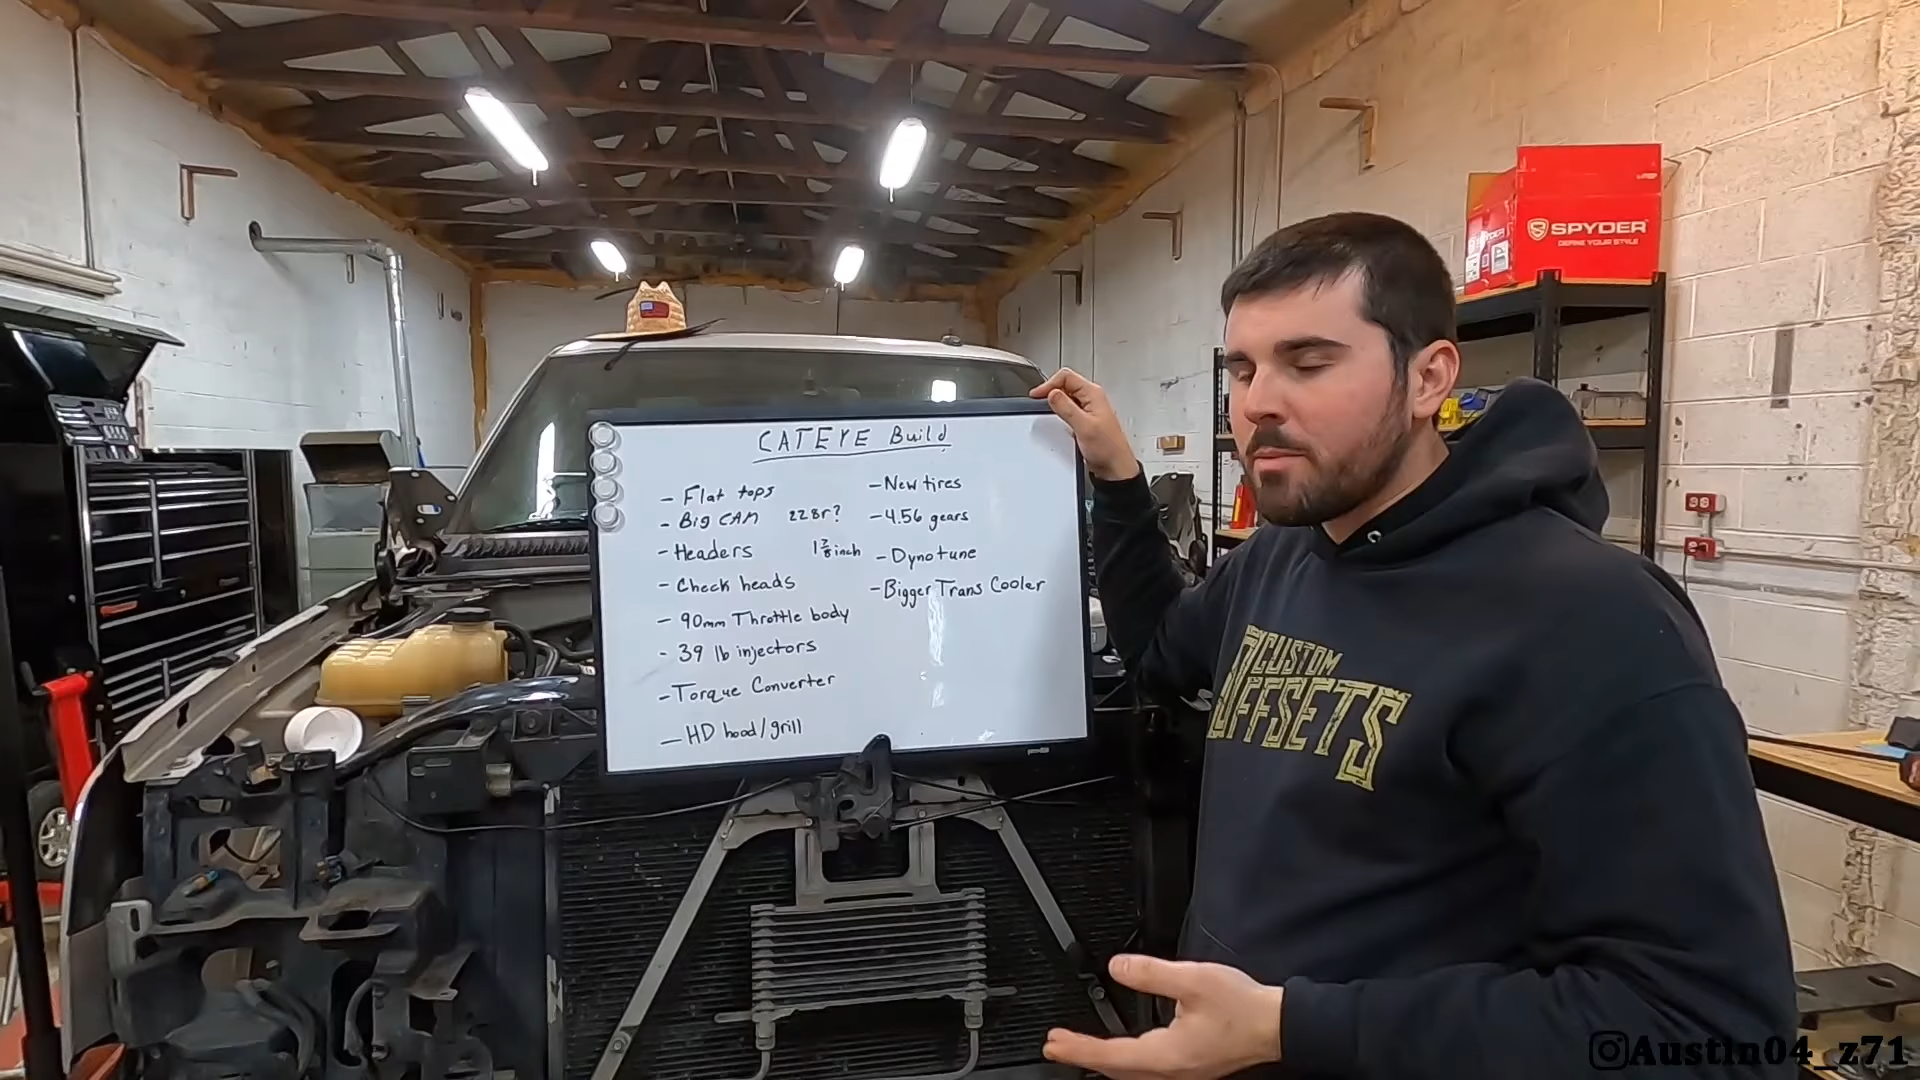 CATEYE Build
- Flat tops
- Big CAM 228r?
- Headers 1 7/8 inch
- Check heads
- 90mm Throttle body
- 39 lb injectors
- Torque Converter
- HD hood/grill
- New tires
- 4.56 gears
- Dynotune
- Bigger Trans Cooler
SPYDER
DEFINE YOUR STYLE
CUSTOM
OFFSETS
Austin04_z71